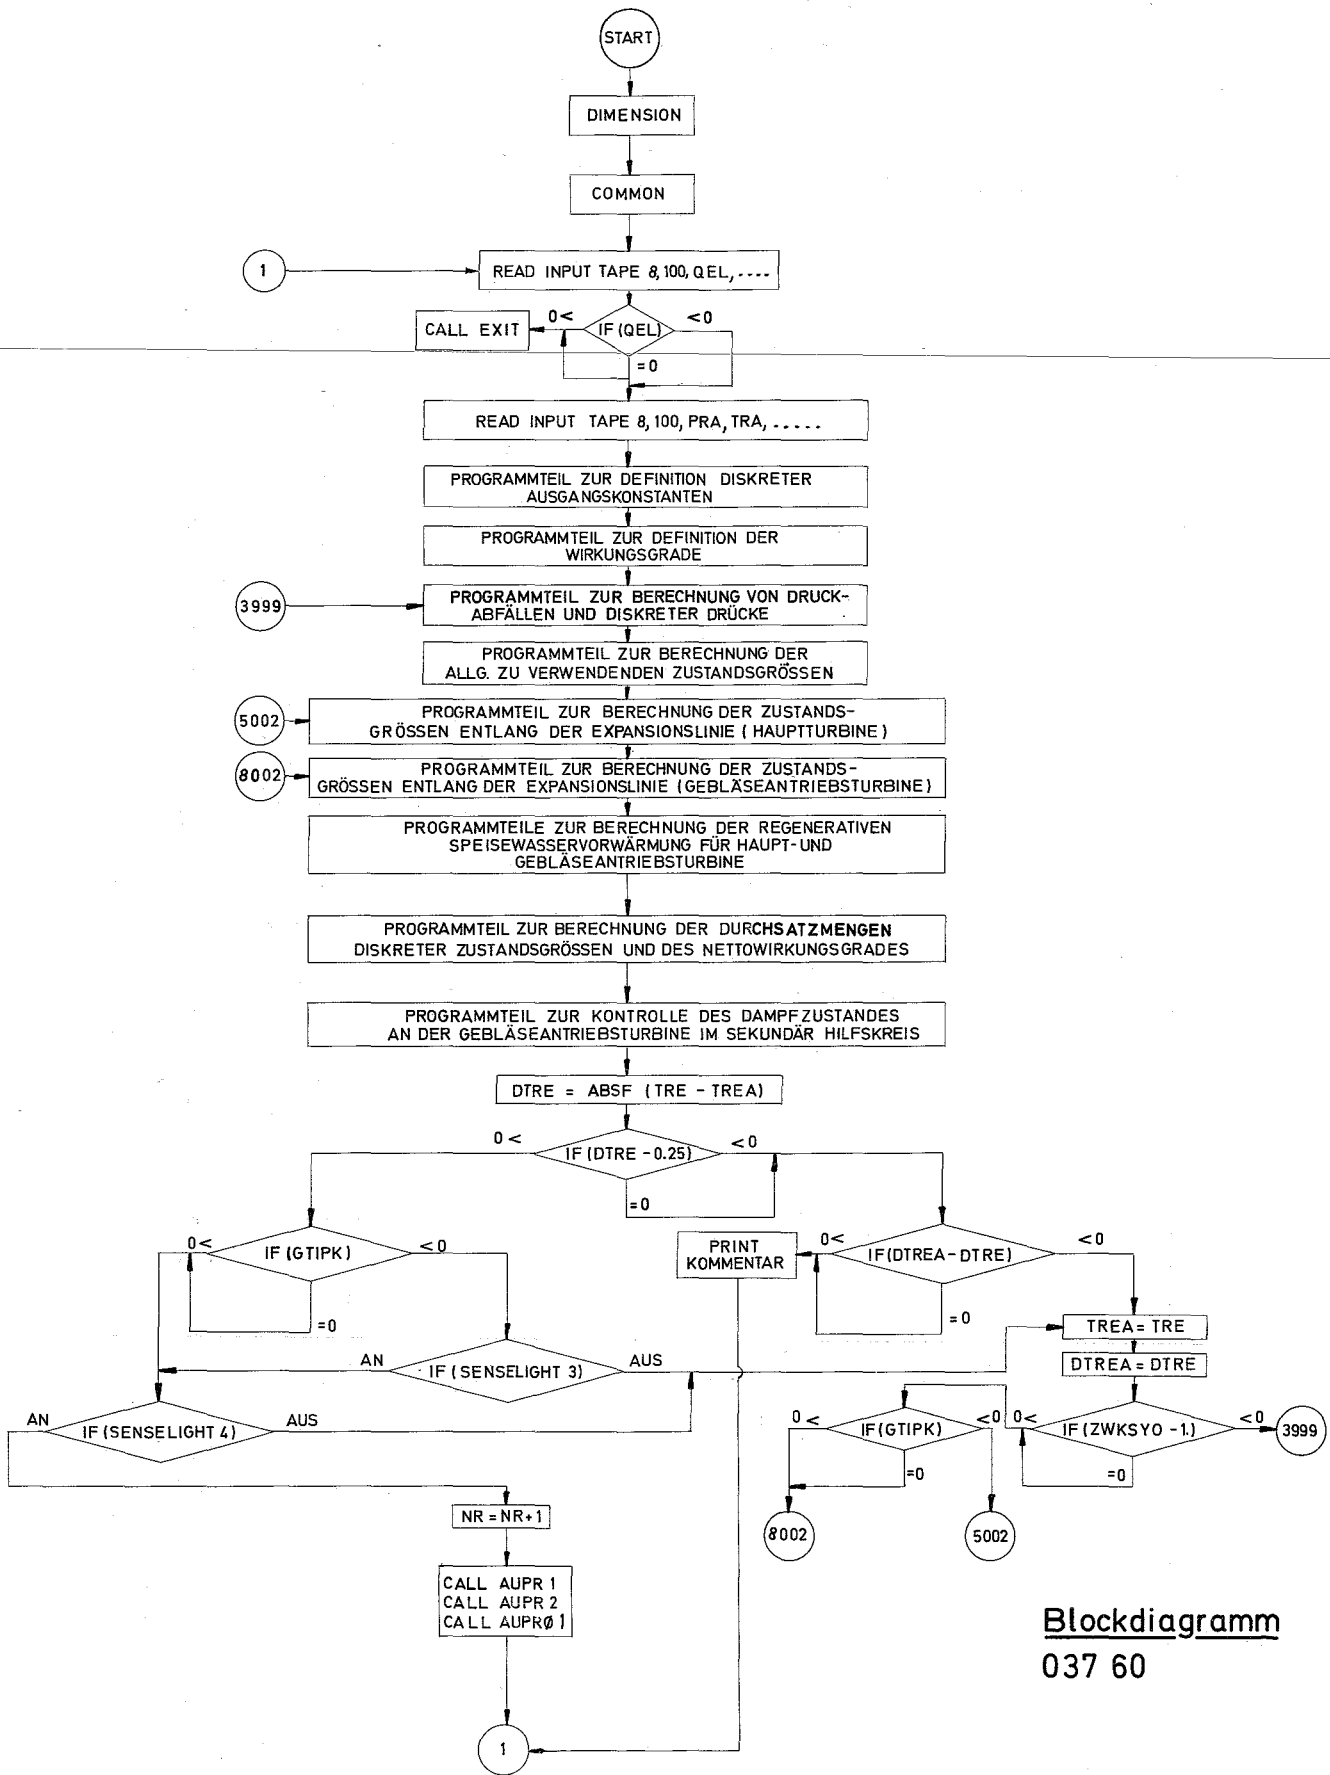 START
DIMENSION
COMMON
1
READ INPUT TAPE 8,100, QEL, ....
0<
<0
CALL EXIT
IF (QEL)
=0
READ INPUT TAPE 8,100, PRA, TRA, .....
PROGRAMMTEIL ZUR DEFINITION DISKRETER
AUSGANGSKONSTANTEN
PROGRAMMTEIL ZUR DEFINITION DER
WIRKUNGSGRADE
3999
PROGRAMMTEIL ZUR BERECHNUNG VON DRUCK-
ABFÄLLEN UND DISKRETER DRÜCKE
PROGRAMMTEIL ZUR BERECHNUNG DER
ALLG. ZU VERWENDENDEN ZUSTANDSGRÖSSEN
5002
PROGRAMMTEIL ZUR BERECHNUNG DER ZUSTANDS-
GRÖSSEN ENTLANG DER EXPANSIONSLINIE (HAUPTTURBINE)
8002
PROGRAMMTEIL ZUR BERECHNUNG DER ZUSTANDS-
GRÖSSEN ENTLANG DER EXPANSIONSLINIE (GEBLÄSEANTRIEBSTURBINE)
PROGRAMMTEILE ZUR BERECHNUNG DER REGENERATIVEN
SPEISEWASSERVORWÄRMUNG FÜR HAUPT-UND
GEBLÄSEANTRIEBSTURBINE
PROGRAMMTEIL ZUR BERECHNUNG DER DURCHSATZMENGEN
DISKRETER ZUSTANDSGRÖSSEN UND DES NETTOWIRKUNGSGRADES
PROGRAMMTEIL ZUR KONTROLLE DES DAMPFZUSTANDES
AN DER GEBLÄSEANTRIEBSTURBINE IM SEKUNDÄR HILFSKREIS
DTRE = ABSF (TRE - TREA)
0<
<0
IF (DTRE -0.25)
=0
0<
IF (GTIPK)
<0
=0
PRINT
KOMMENTAR
0<
IF(DTREA-DTRE)
<0
=0
TREA= TRE
AN
IF (SENSELIGHT 3)
AUS
DTREA= DTRE
AN
IF (SENSELIGHT 4)
AUS
0<
IF(GTIPK)
<0
=0
0<
IF (ZWKSYO -1.)
<0
3999
=0
NR = NR+1
8002
5002
CALL AUPR 1
CALL AUPR 2
CALL AUPRØ 1
Blockdiagramm
037 60
1